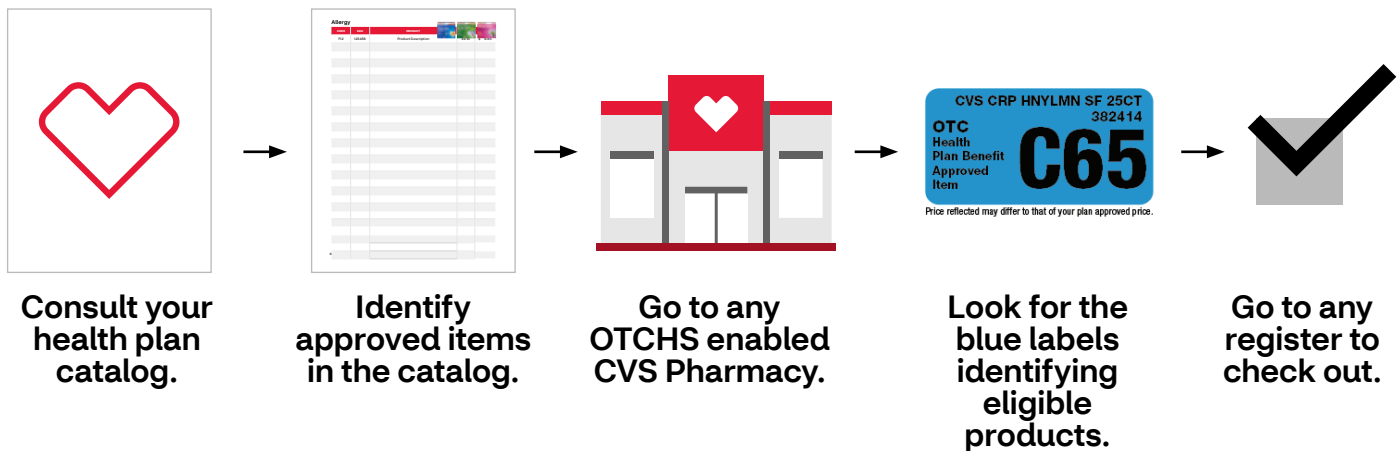 Allergy
PRODUCT
Product Description
CVS CRP HNYLMN SF 25CT
382414
OTC
Health
Plan Benefit
Approved
Item
C65
Price reflected may differ to that of your plan approved price.
Consult your
health plan
catalog.
Identify
approved items
in the catalog.
Go to any
OTCHS enabled
CVS Pharmacy.
Look for the
blue labels
identifying
eligible
products.
Go to any
register to
check out.